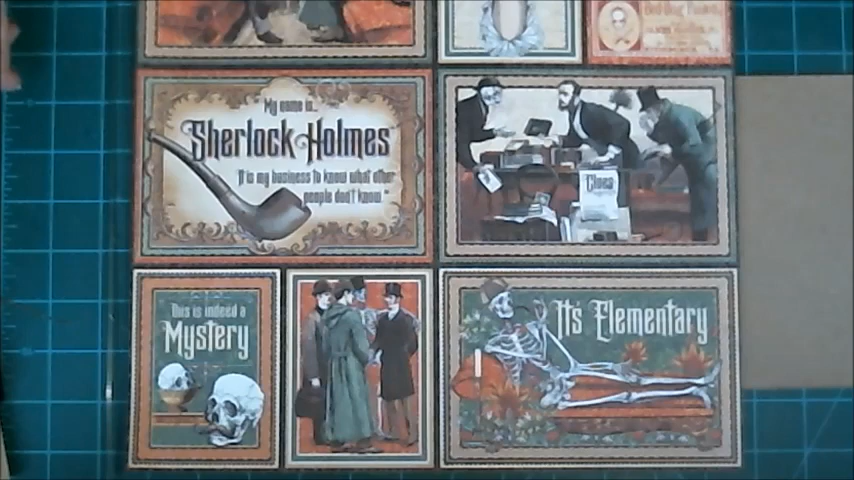 "My name is...
Sherlock Holmes
It is my business to know what other
people don't know."
Clues
This is indeed a
Mystery
It's Elementary